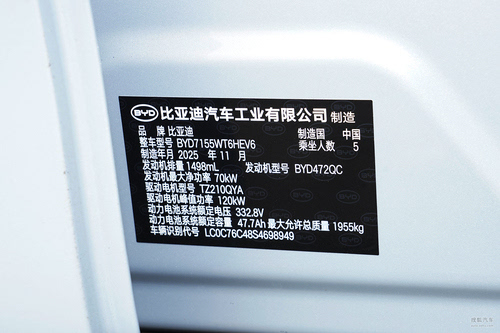 BYD 比亚迪汽车工业有限公司 制造
品 牌 比亚迪 制造国 中国
整车型号 BYD7155WT6HEV6 乘坐人数 5
制造年月 2025 年 11 月
发动机排量 1498mL 发动机型号 BYD472QC
发动机最大净功率 70kW
驱动电机型号 TZ210QYA
驱动电机峰值功率 120kW
动力电池系统额定电压 332.8V
动力电池系统额定容量 47.7Ah 最大允许总质量 1955kg
车辆识别代号 LC0C76C48S4698949
搜狐汽车